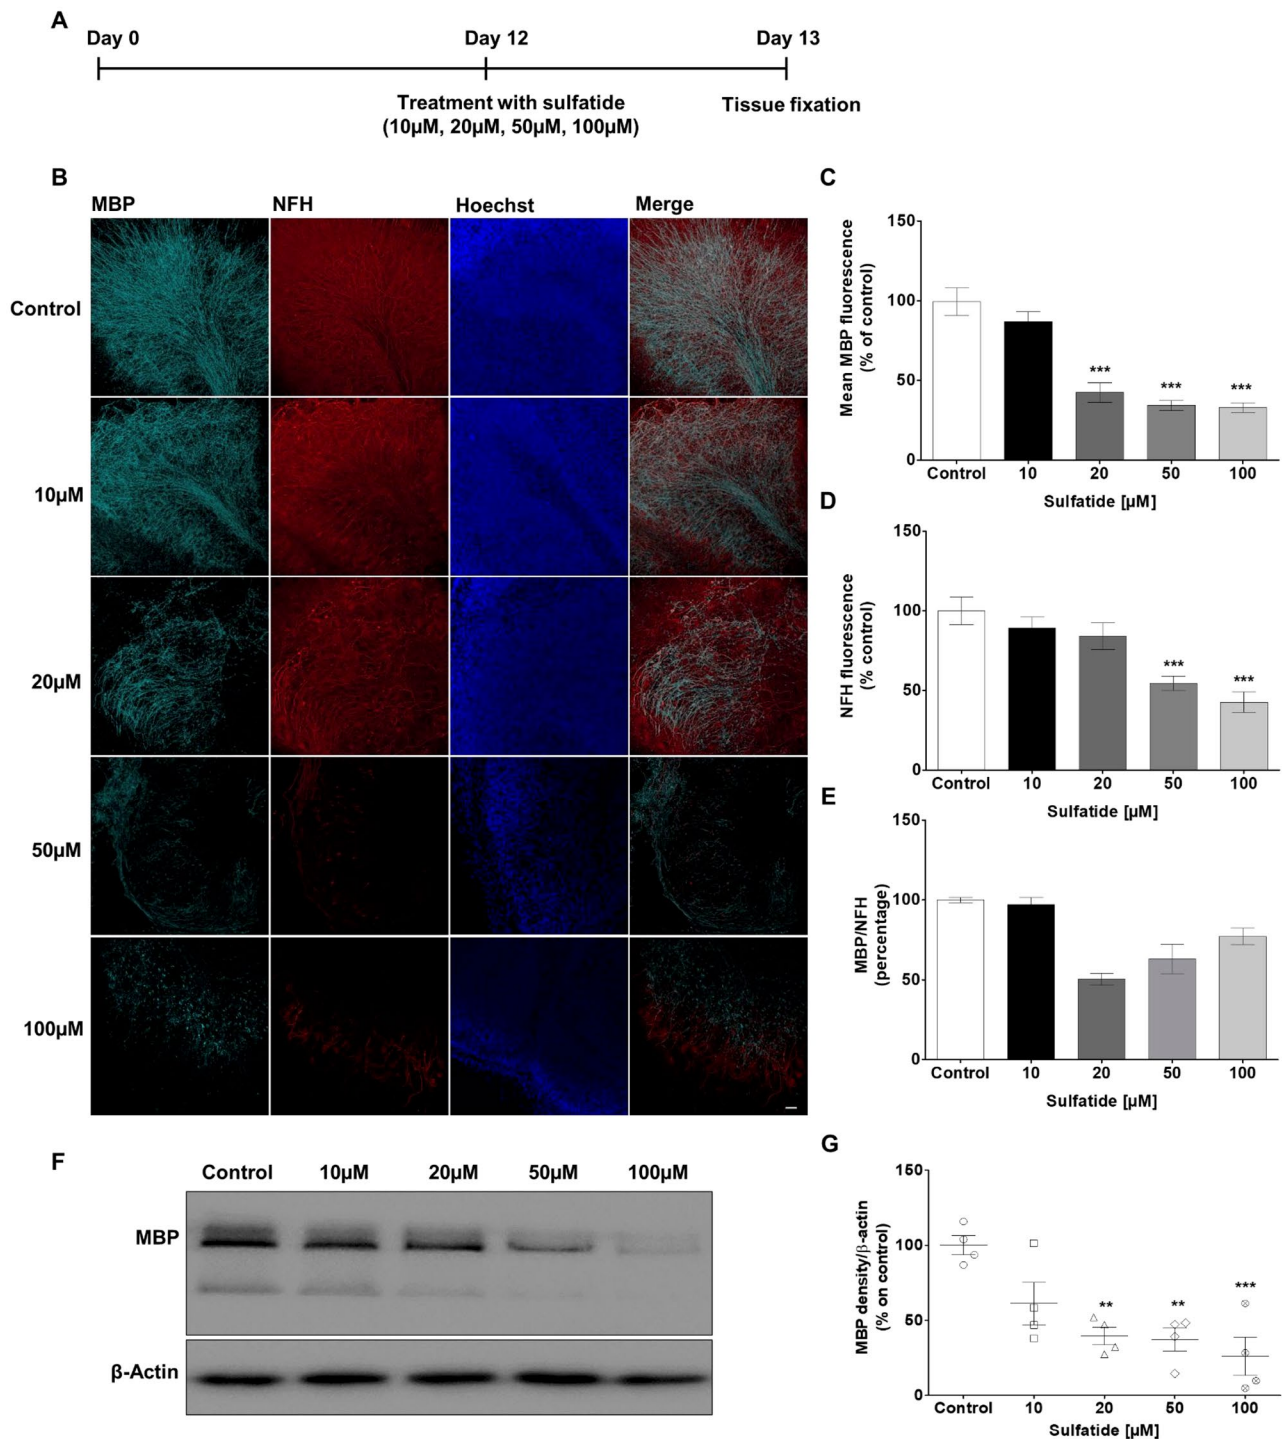 A
Day 0
Day 12
Day 13
Treatment with sulfatide
(10µM, 20µM, 50µM, 100µM)
Tissue fixation
B
MBP
NFH
Hoechst
Merge
Control
10µM
20µM
50µM
100µM
C
Mean MBP fluorescence
(% of control)
150
100
50
0
***
***
***
Control
10
20
50
100
Sulfatide [µM]
D
NFH fluorescence
(% control)
150
100
50
0
***
***
Control
10
20
50
100
Sulfatide [µM]
E
MBP/NFH
(percentage)
150
100
50
0
Control
10
20
50
100
Sulfatide [µM]
F
Control
10µM
20µM
50µM
100µM
MBP
β-Actin
G
MBP density/β-actin
(% on control)
150
100
50
0
**
**
***
Control
10
20
50
100
Sulfatide [µM]